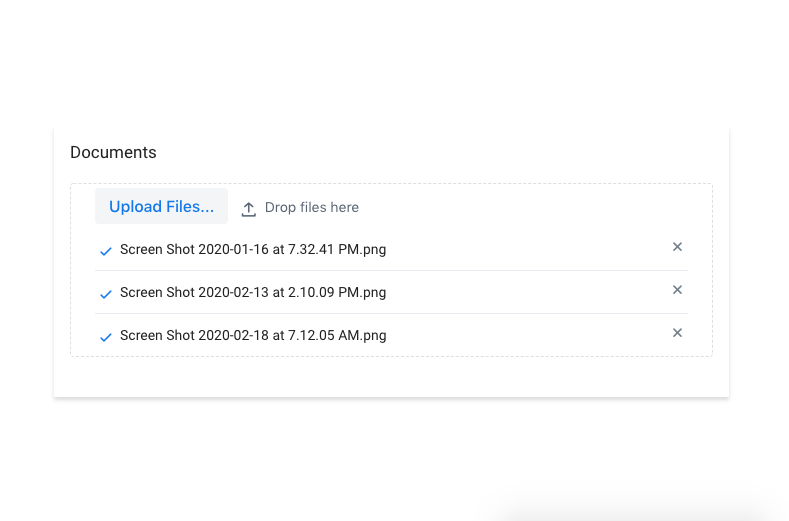 Documents
Upload Files...
Drop files here
Screen Shot 2020-01-16 at 7.32.41 PM.png
Screen Shot 2020-02-13 at 2.10.09 PM.png
Screen Shot 2020-02-18 at 7.12.05 AM.png